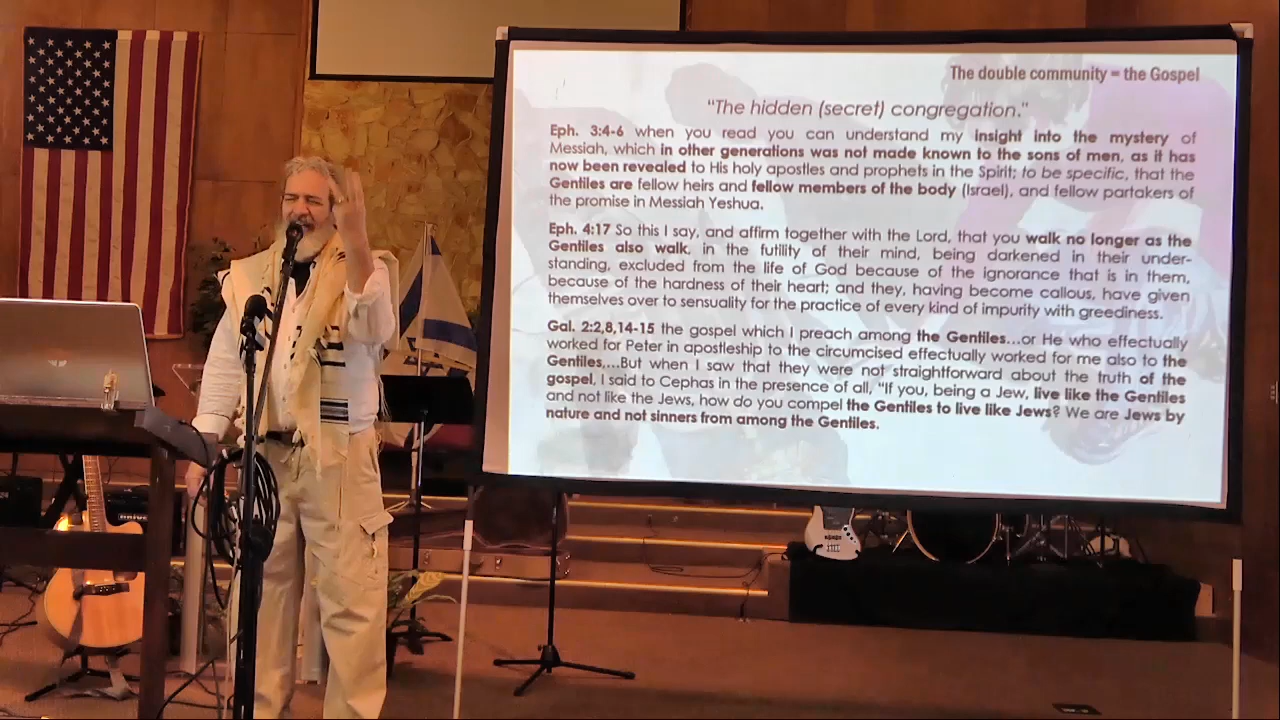 The double community = the Gospel
“The hidden (secret) congregation.”
Eph. 3:4-6 when you read you can understand my insight into the mystery of
Messiah, which in other generations was not made known to the sons of men, as it has
now been revealed to His holy apostles and prophets in the Spirit; to be specific, that the
Gentiles are fellow heirs and fellow members of the body (Israel), and fellow partakers of
the promise in Messiah Yeshua.
Eph. 4:17 So this I say, and affirm together with the Lord, that you walk no longer as the
Gentiles also walk, in the futility of their mind, being darkened in their under-
standing, excluded from the life of God because of the ignorance that is in them,
because of the hardness of their heart; and they, having become callous, have given
themselves over to sensuality for the practice of every kind of impurity with greediness.
Gal. 2:2,8,14-15 the gospel which I preach among the Gentiles...or He who effectually
worked for Peter in apostleship to the circumcised effectually worked for me also to the
Gentiles,...But when I saw that they were not straightforward about the truth of the
gospel, I said to Cephas in the presence of all, “If you, being a Jew, live like the Gentiles
and not like the Jews, how do you compel the Gentiles to live like Jews? We are Jews by
nature and not sinners from among the Gentiles.